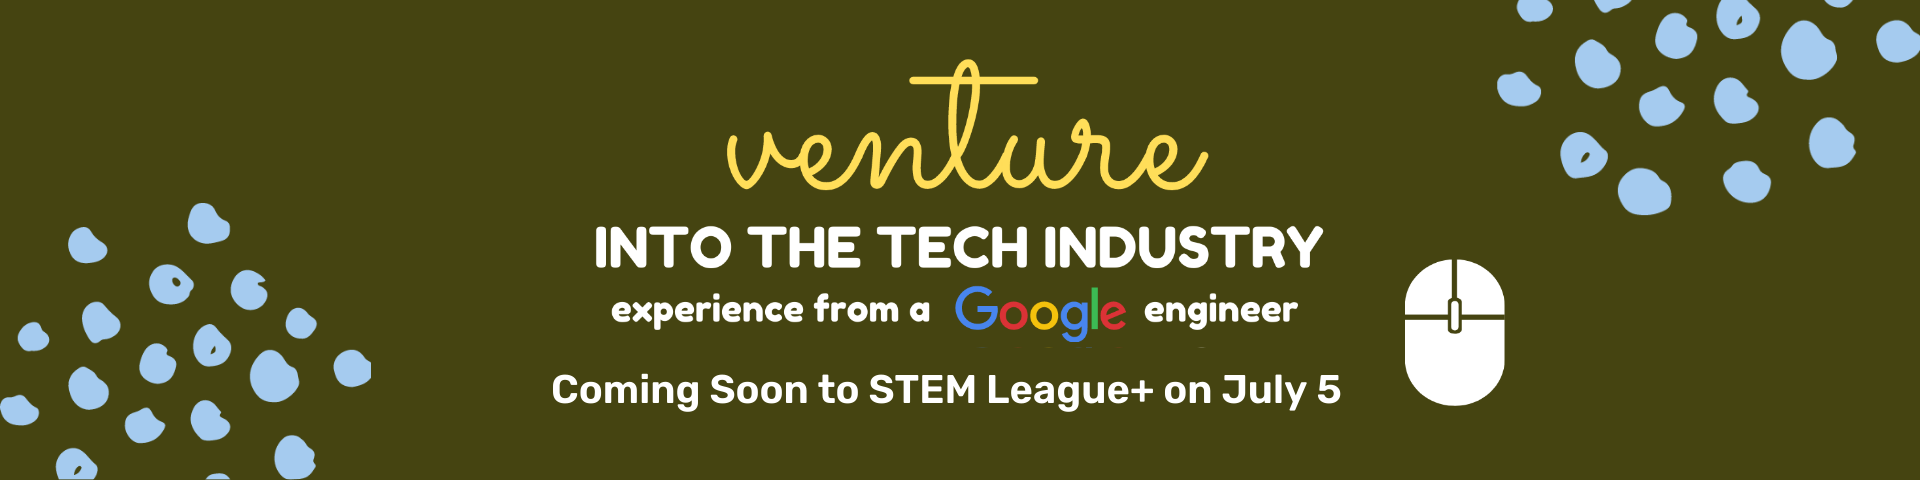 venture
INTO THE TECH INDUSTRY
experience from a Google engineer
Coming Soon to STEM League+ on July 5